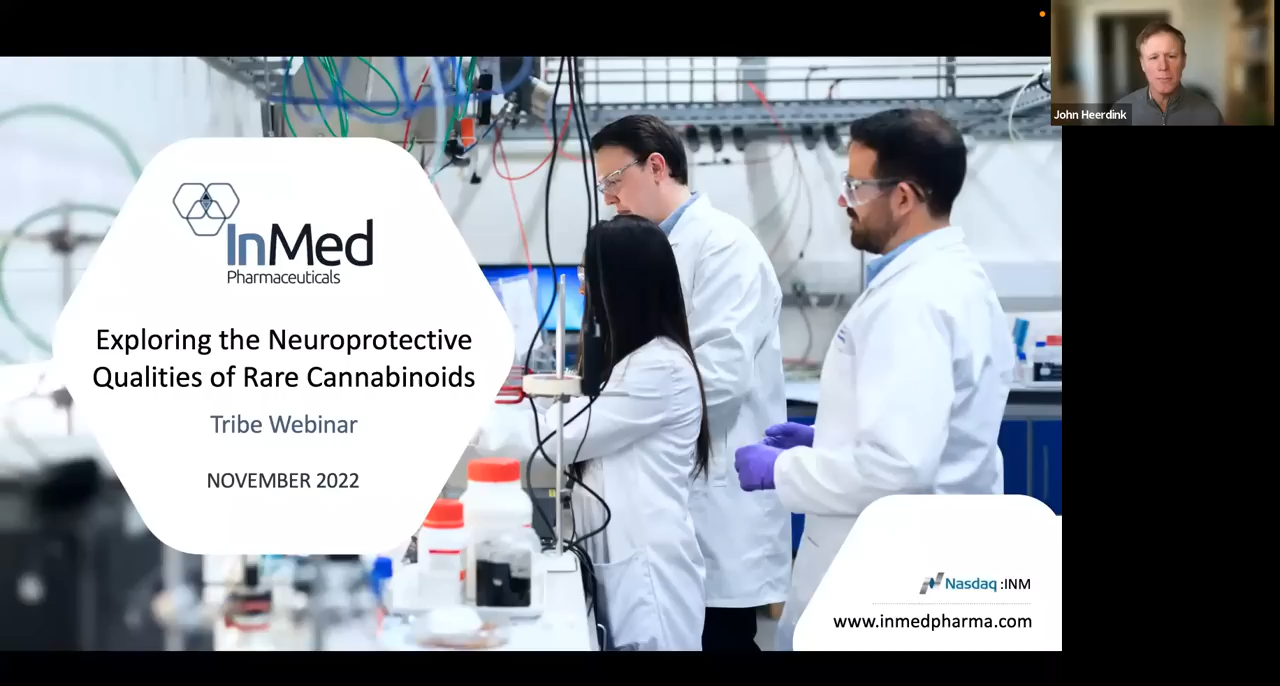 InMed
Pharmaceuticals
Exploring the Neuroprotective
Qualities of Rare Cannabinoids
Tribe Webinar
NOVEMBER 2022
John Heerdink
Nasdaq :INM
www.inmedpharma.com